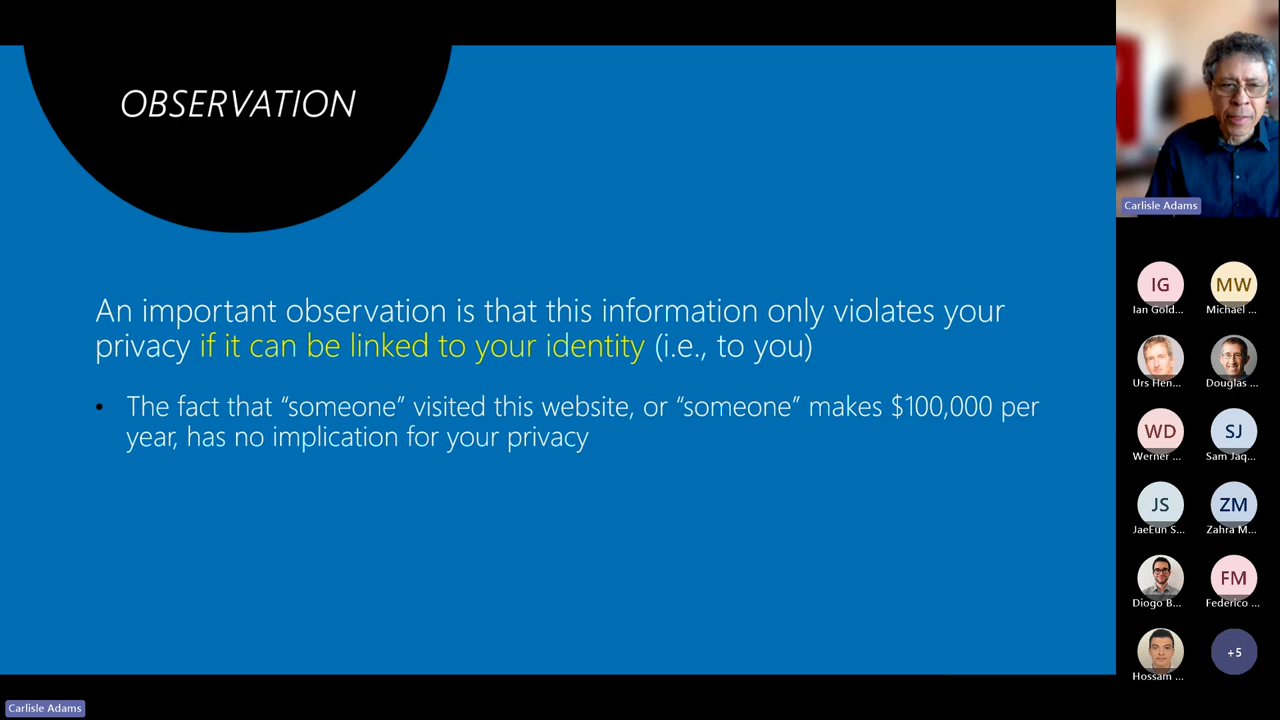 OBSERVATION
An important observation is that this information only violates your
privacy if it can be linked to your identity (i.e., to you)
• The fact that “someone” visited this website, or “someone” makes $100,000 per
year, has no implication for your privacy
Carlisle Adams
IG MW
Ian Gold... Michael ...
Urs Hen... Douglas ...
WD SJ
Werner ... Sam Jaq...
JS ZM
JaeEun S... Zahra M...
FM
Diogo B... Federico ...
+5
Hossam ...
Carlisle Adams